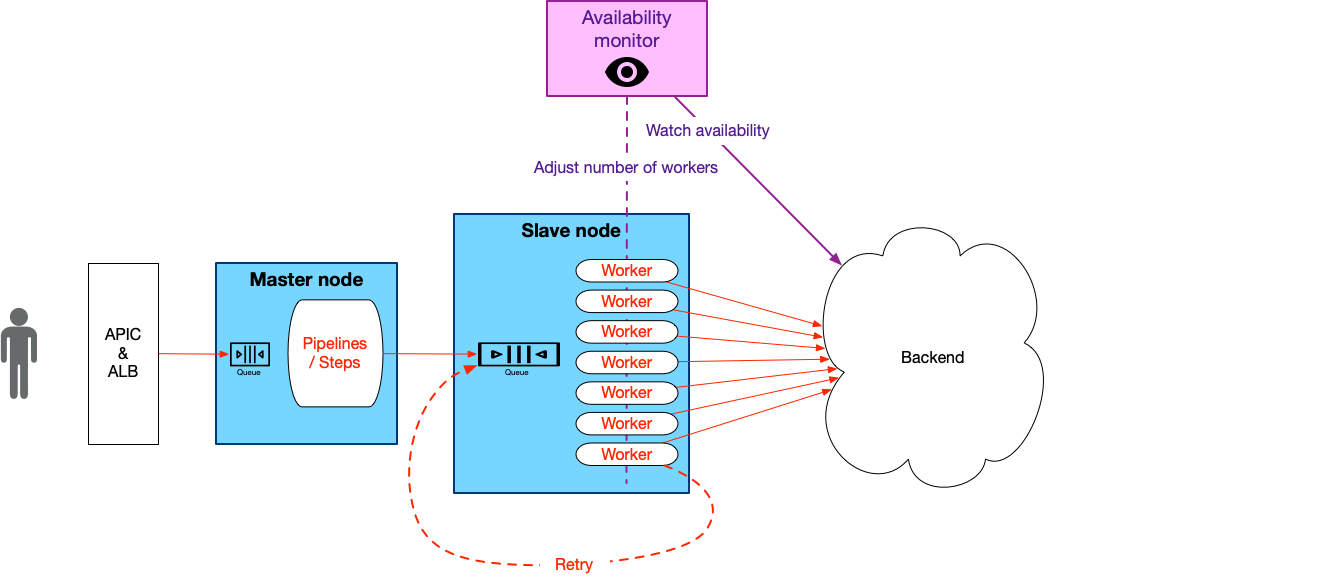 Availability
monitor
Watch availability
Adjust number of workers
Slave node
Master node
Worker
Worker
Worker
Worker
Worker
Worker
Worker
APIC
&
ALB
Queue
Pipelines
/ Steps
Queue
Backend
Retry